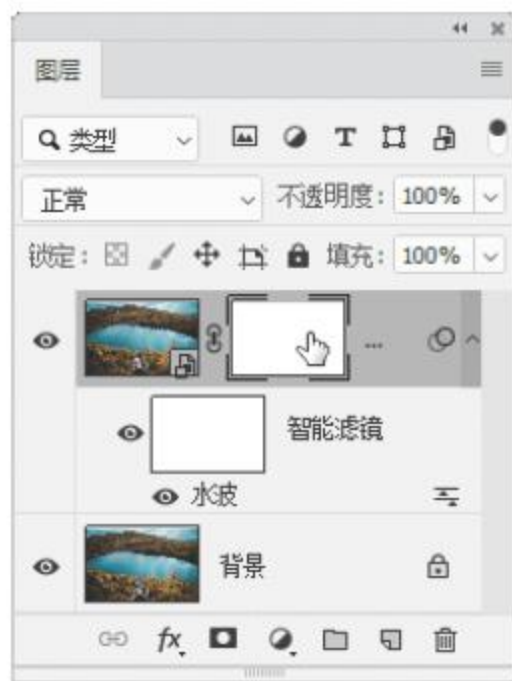 图层
类型
正常 不透明度: 100%
锁定: 填充: 100%
...
智能滤镜
水波
背景
fx